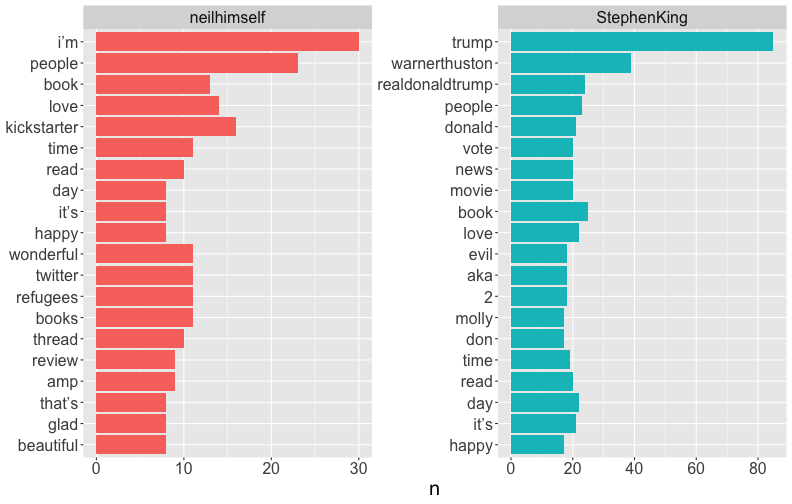 neilhimself
i’m
people
book
love
kickstarter
time
read
day
it’s
happy
wonderful
twitter
refugees
books
thread
review
amp
that’s
glad
beautiful
0 10 20 30
StephenKing
trump
warnerthuston
realdonaldtrump
people
donald
vote
news
movie
book
love
evil
aka
2
molly
don
time
read
day
it’s
happy
0 20 40 60 80
n